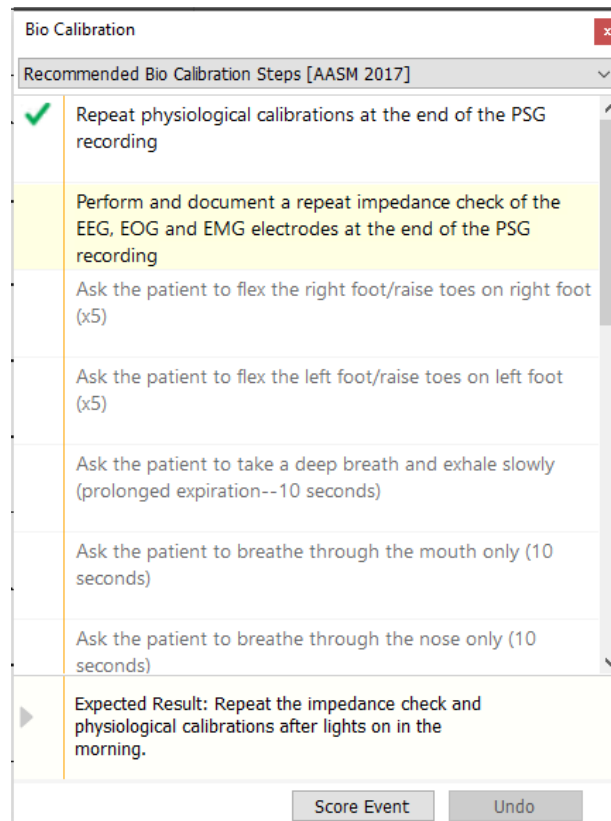 Bio Calibration
x
Recommended Bio Calibration Steps [AASM 2017]
Repeat physiological calibrations at the end of the PSG
recording
Perform and document a repeat impedance check of the
EEG, EOG and EMG electrodes at the end of the PSG
recording
Ask the patient to flex the right foot/raise toes on right foot
(x5)
Ask the patient to flex the left foot/raise toes on left foot
(x5)
Ask the patient to take a deep breath and exhale slowly
(prolonged expiration--10 seconds)
Ask the patient to breathe through the mouth only (10
seconds)
Ask the patient to breathe through the nose only (10
seconds)
Expected Result: Repeat the impedance check and
physiological calibrations after lights on in the
morning.
Score Event
Undo